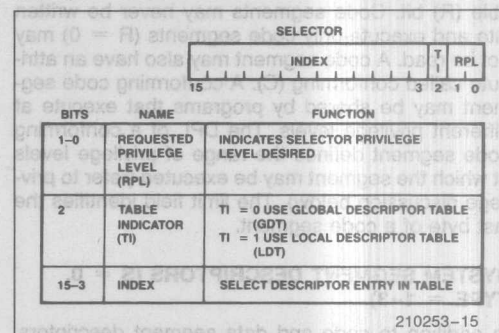 SELECTOR
INDEX
T
I
RPL
15 3 2 1 0
BITS NAME FUNCTION
1–0 REQUESTED PRIVILEGE LEVEL (RPL) INDICATES SELECTOR PRIVILEGE LEVEL DESIRED
2 TABLE INDICATOR (TI) TI = 0 USE GLOBAL DESCRIPTOR TABLE (GDT)
TI = 1 USE LOCAL DESCRIPTOR TABLE (LDT)
15–3 INDEX SELECT DESCRIPTOR ENTRY IN TABLE
210253–15